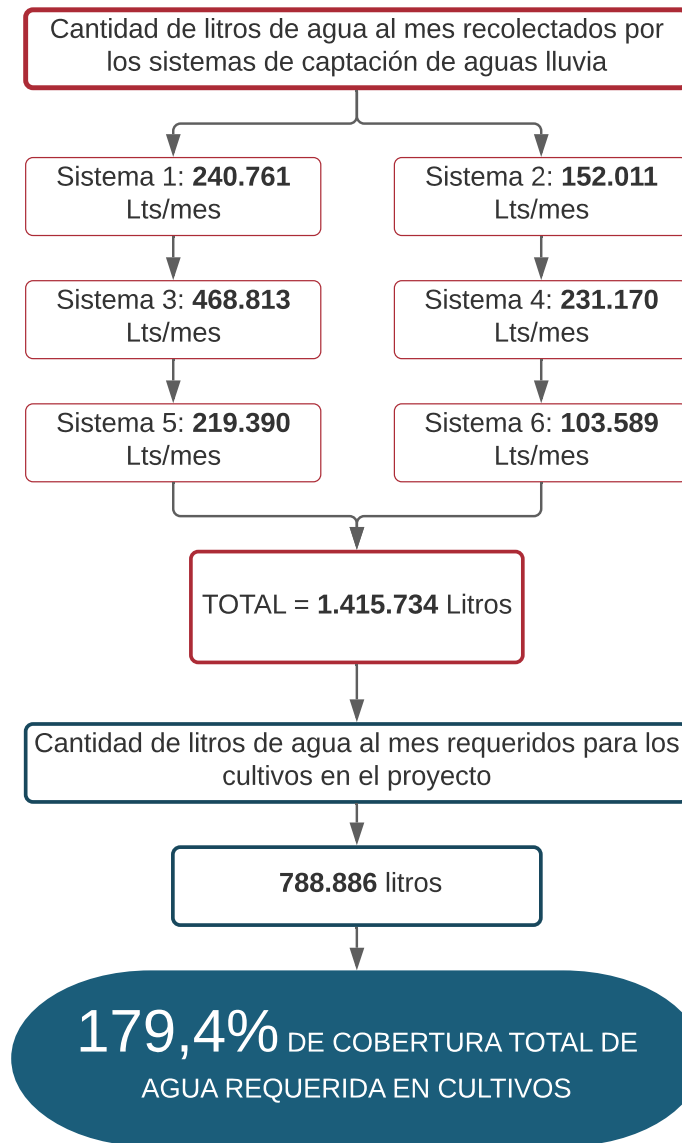 Cantidad de litros de agua al mes recolectados por
los sistemas de captación de aguas lluvia
Sistema 1: 240.761
Lts/mes
Sistema 2: 152.011
Lts/mes
Sistema 3: 468.813
Lts/mes
Sistema 4: 231.170
Lts/mes
Sistema 5: 219.390
Lts/mes
Sistema 6: 103.589
Lts/mes
TOTAL = 1.415.734 Litros
Cantidad de litros de agua al mes requeridos para los
cultivos en el proyecto
788.886 litros
179,4% DE COBERTURA TOTAL DE
AGUA REQUERIDA EN CULTIVOS